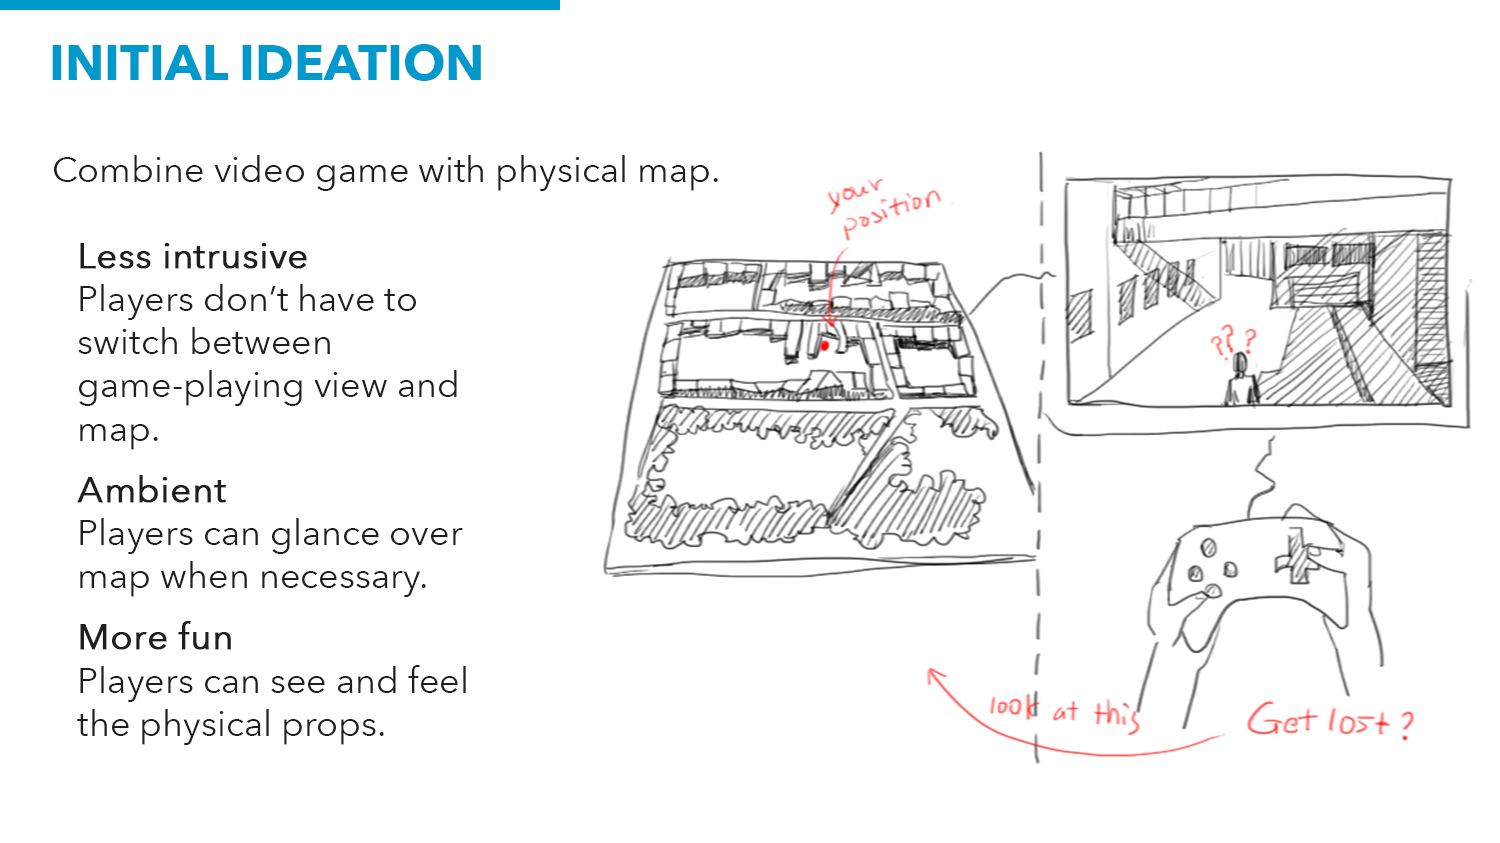 INITIAL IDEATION
Combine video game with physical map.
Less intrusive
Players don’t have to
switch between
game-playing view and
map.
Ambient
Players can glance over
map when necessary.
More fun
Players can see and feel
the physical props.
your
position
? ? ?
look at this
Get lost?